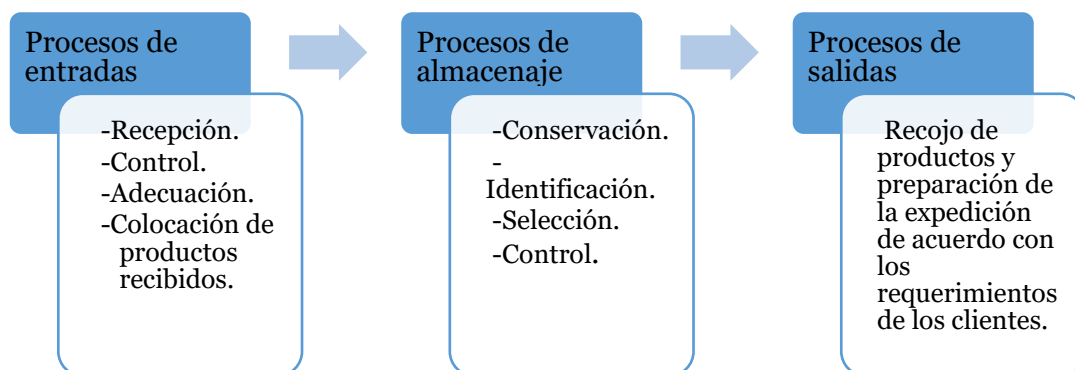 Procesos de
entradas
-Recepción.
-Control.
-Adecuación.
-Colocación de
productos
recibidos.
Procesos de
almacenaje
-Conservación.
-
Identificación.
-Selección.
-Control.
Procesos de
salidas
Recojo de
productos y
preparación de
la expedición
de acuerdo con
los
requerimientos
de los clientes.